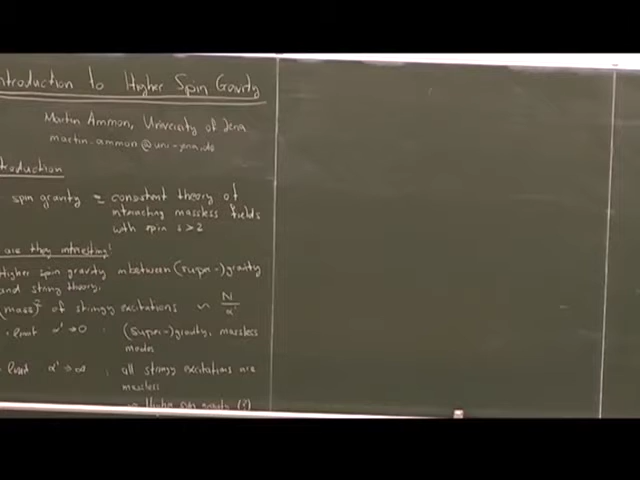 ntroduction to Higher Spin Gravity
Martin Ammon, University of Jena
martin.ammon@uni-jena.de
troduction
spin gravity = consistent theory of
interacting massless fields
with spin s > 2
are they interesting?
Higher spin gravity inbetween (super-)gravity
and string theory.
(mass)² of stringy excitations ~ N/α'
limit α' → 0 : (super-)gravity, massless
modes
limit α' → ∞ : all stringy excitations are
massless
Higher spin gravity (?)